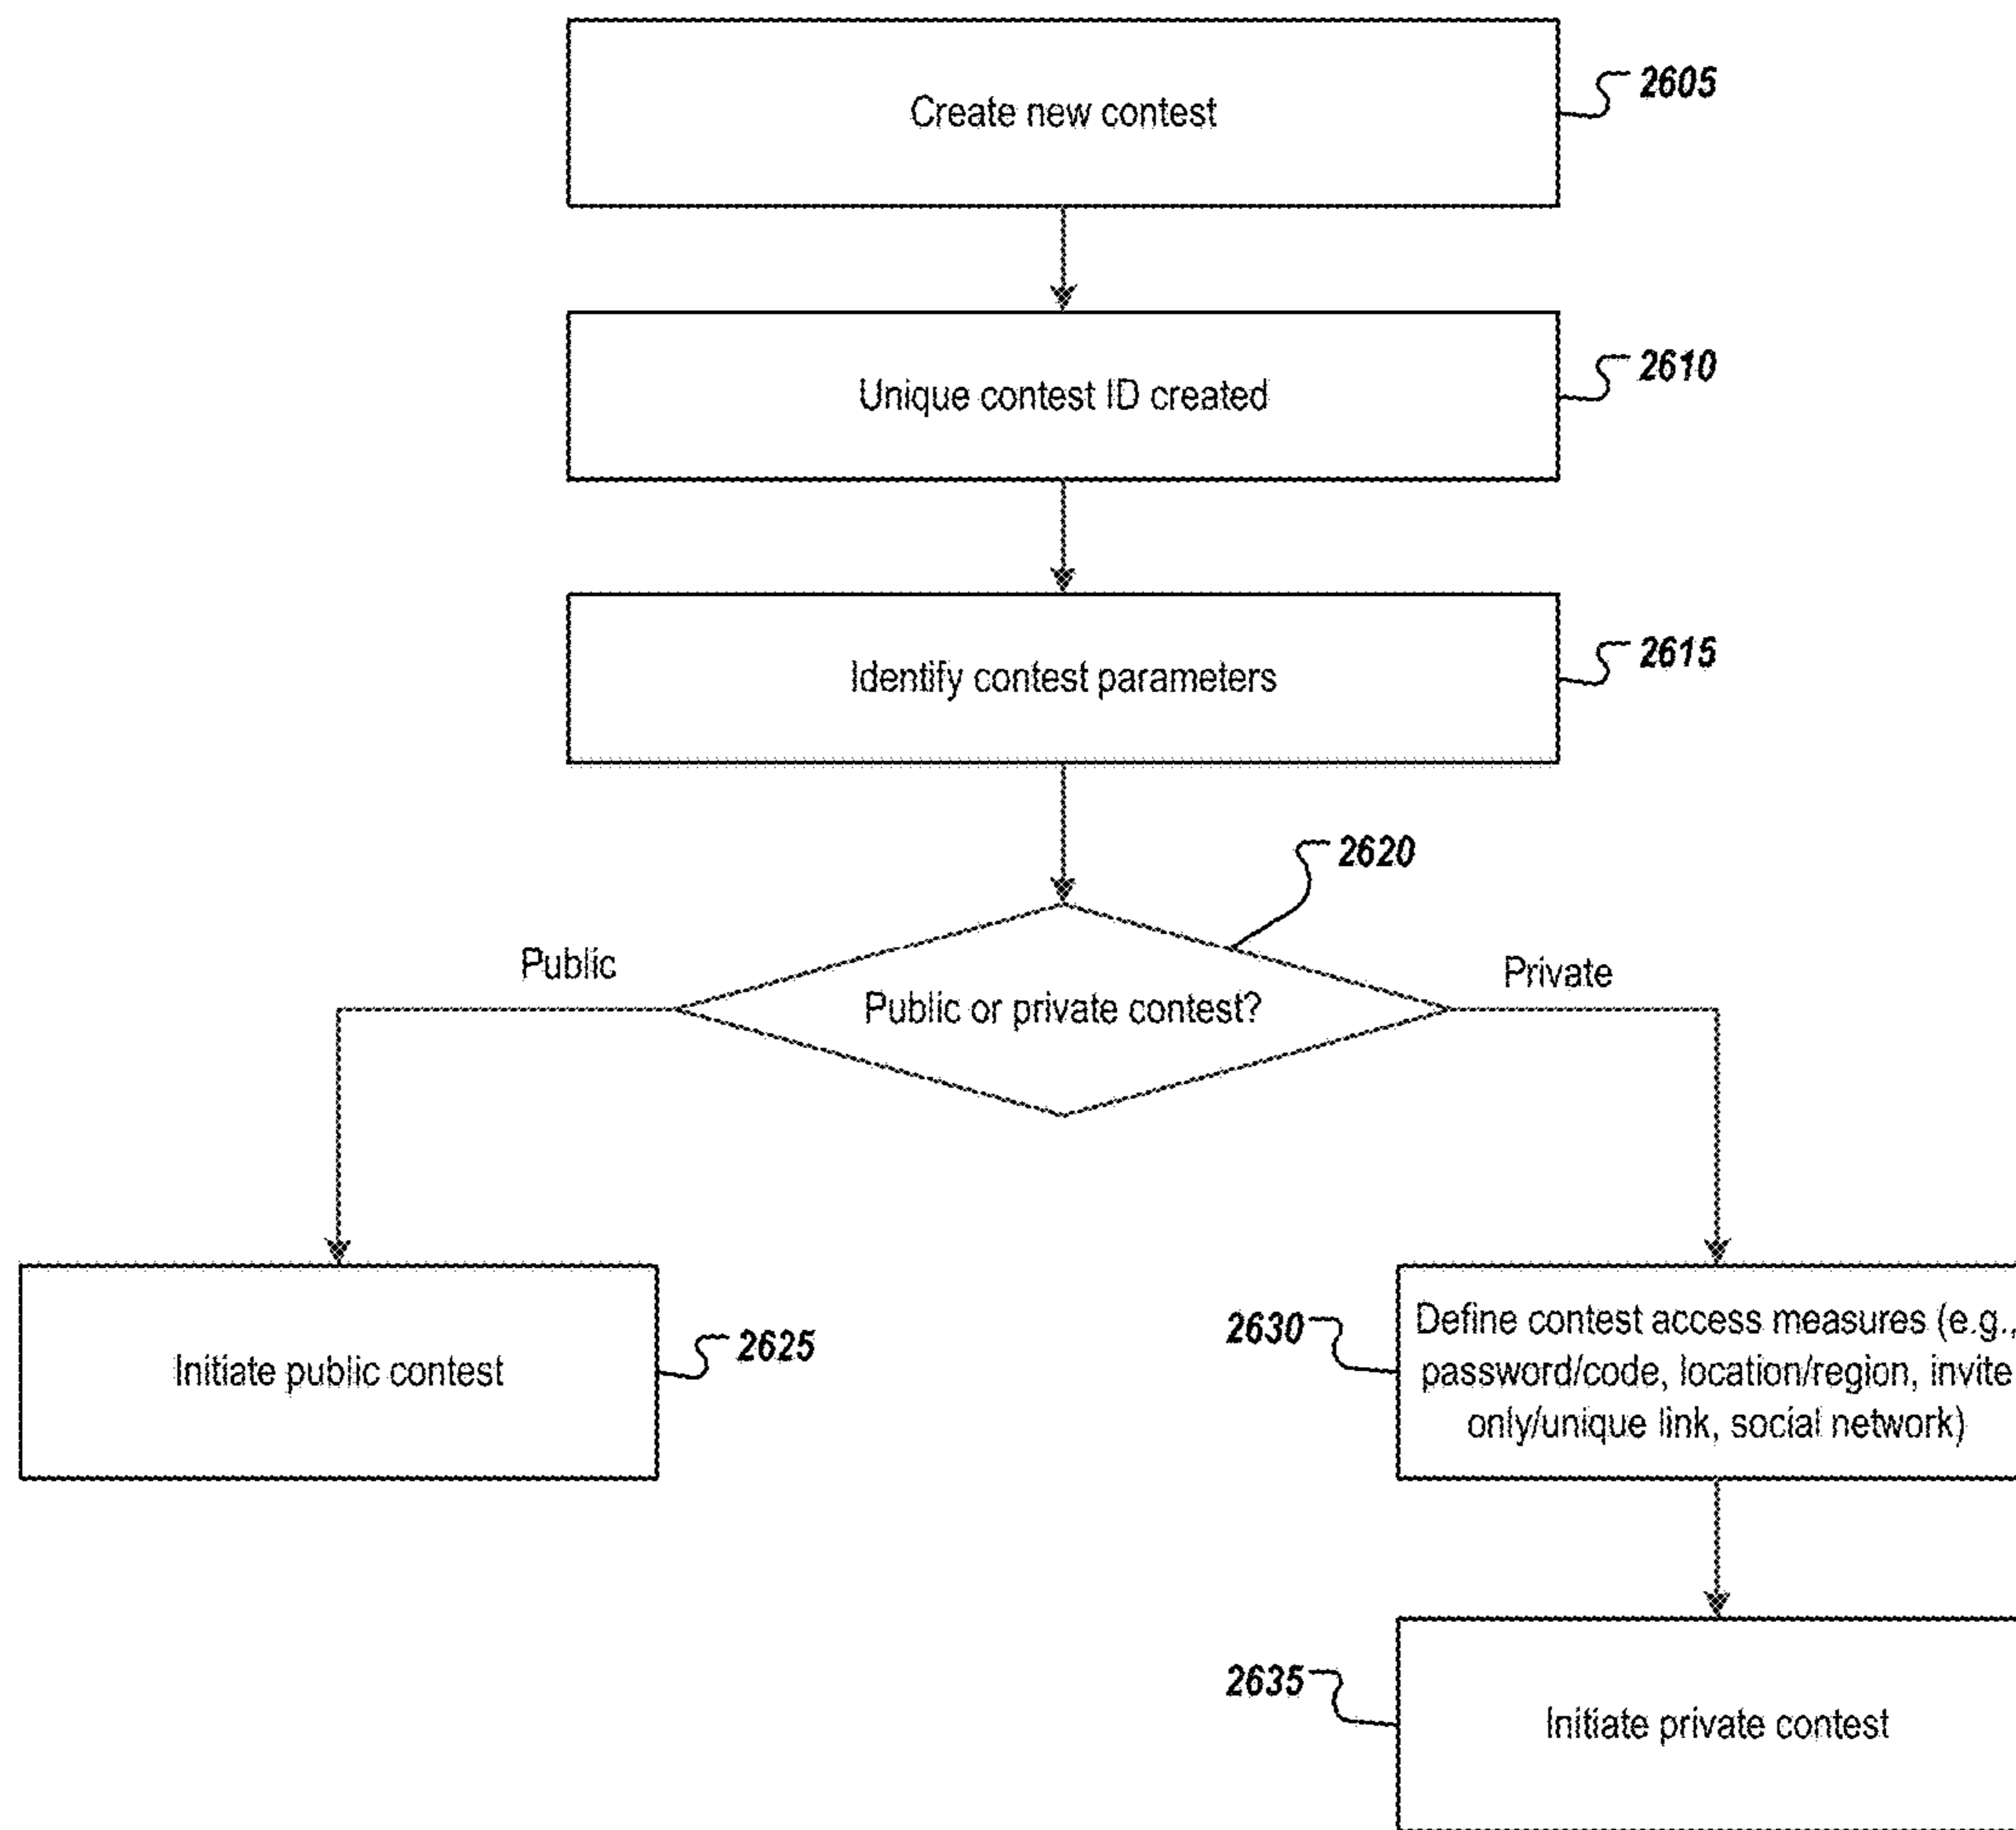 Create new contest
2605
Unique contest ID created
2610
Identify contest parameters
2615
2620
Public
Private
Public or private contest?
Initiate public contest
2625
2630
Define contest access measures (e.g.,
password/code, location/region, invite
only/unique link, social network)
2635
Initiate private contest